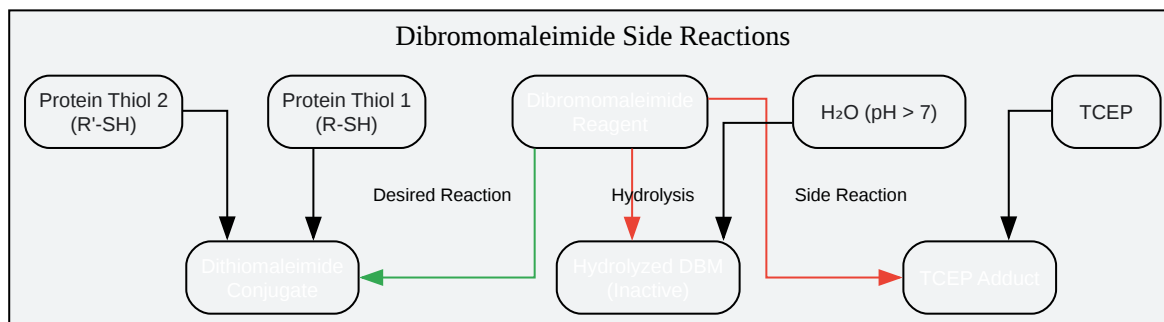 Dibromomaleimide Side Reactions
Protein Thiol 2
(R'-SH)
Protein Thiol 1
(R-SH)
Dibromomaleimide
Reagent
H₂O (pH > 7)
TCEP
Desired Reaction
Hydrolysis
Side Reaction
Dithiomaleimide
Conjugate
Hydrolyzed DBM
(Inactive)
TCEP Adduct